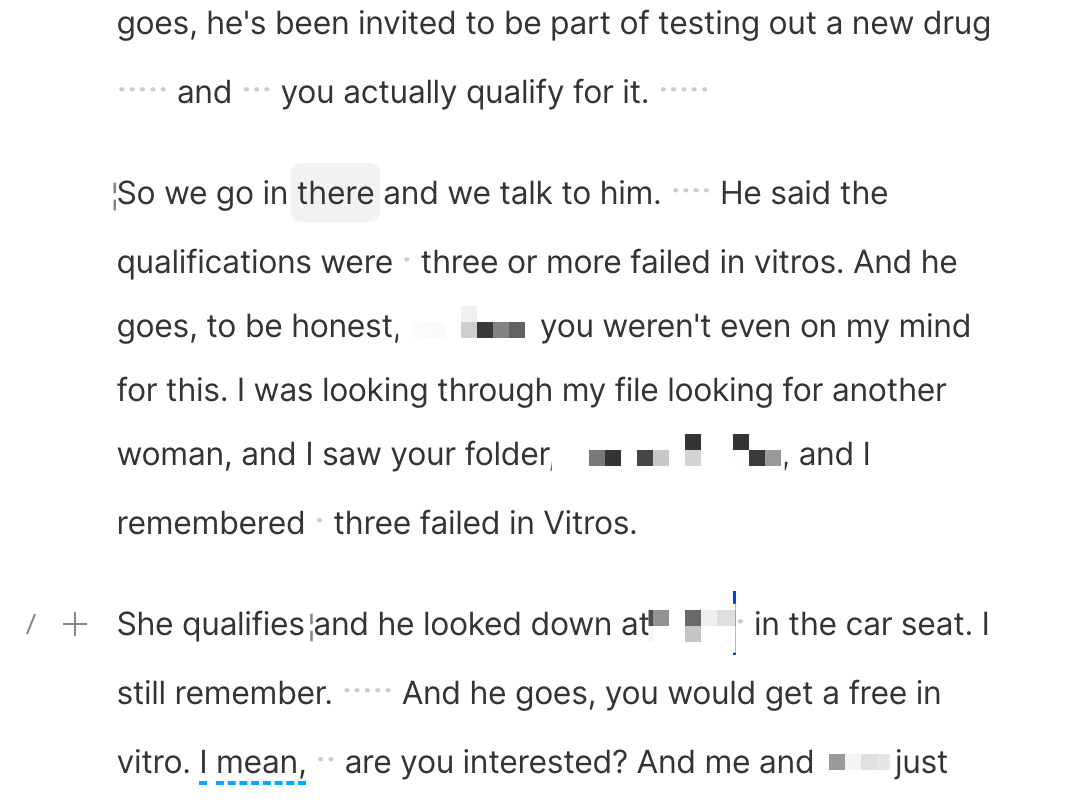 goes, he's been invited to be part of testing out a new drug
and you actually qualify for it.
So we go in there and we talk to him. He said the
qualifications were three or more failed in vitros. And he
goes, to be honest, you weren't even on my mind
for this. I was looking through my file looking for another
woman, and I saw your folder, , and I
remembered three failed in Vitros.
/ + She qualifies and he looked down at in the car seat. I
still remember. And he goes, you would get a free in
vitro. I mean, are you interested? And me and just